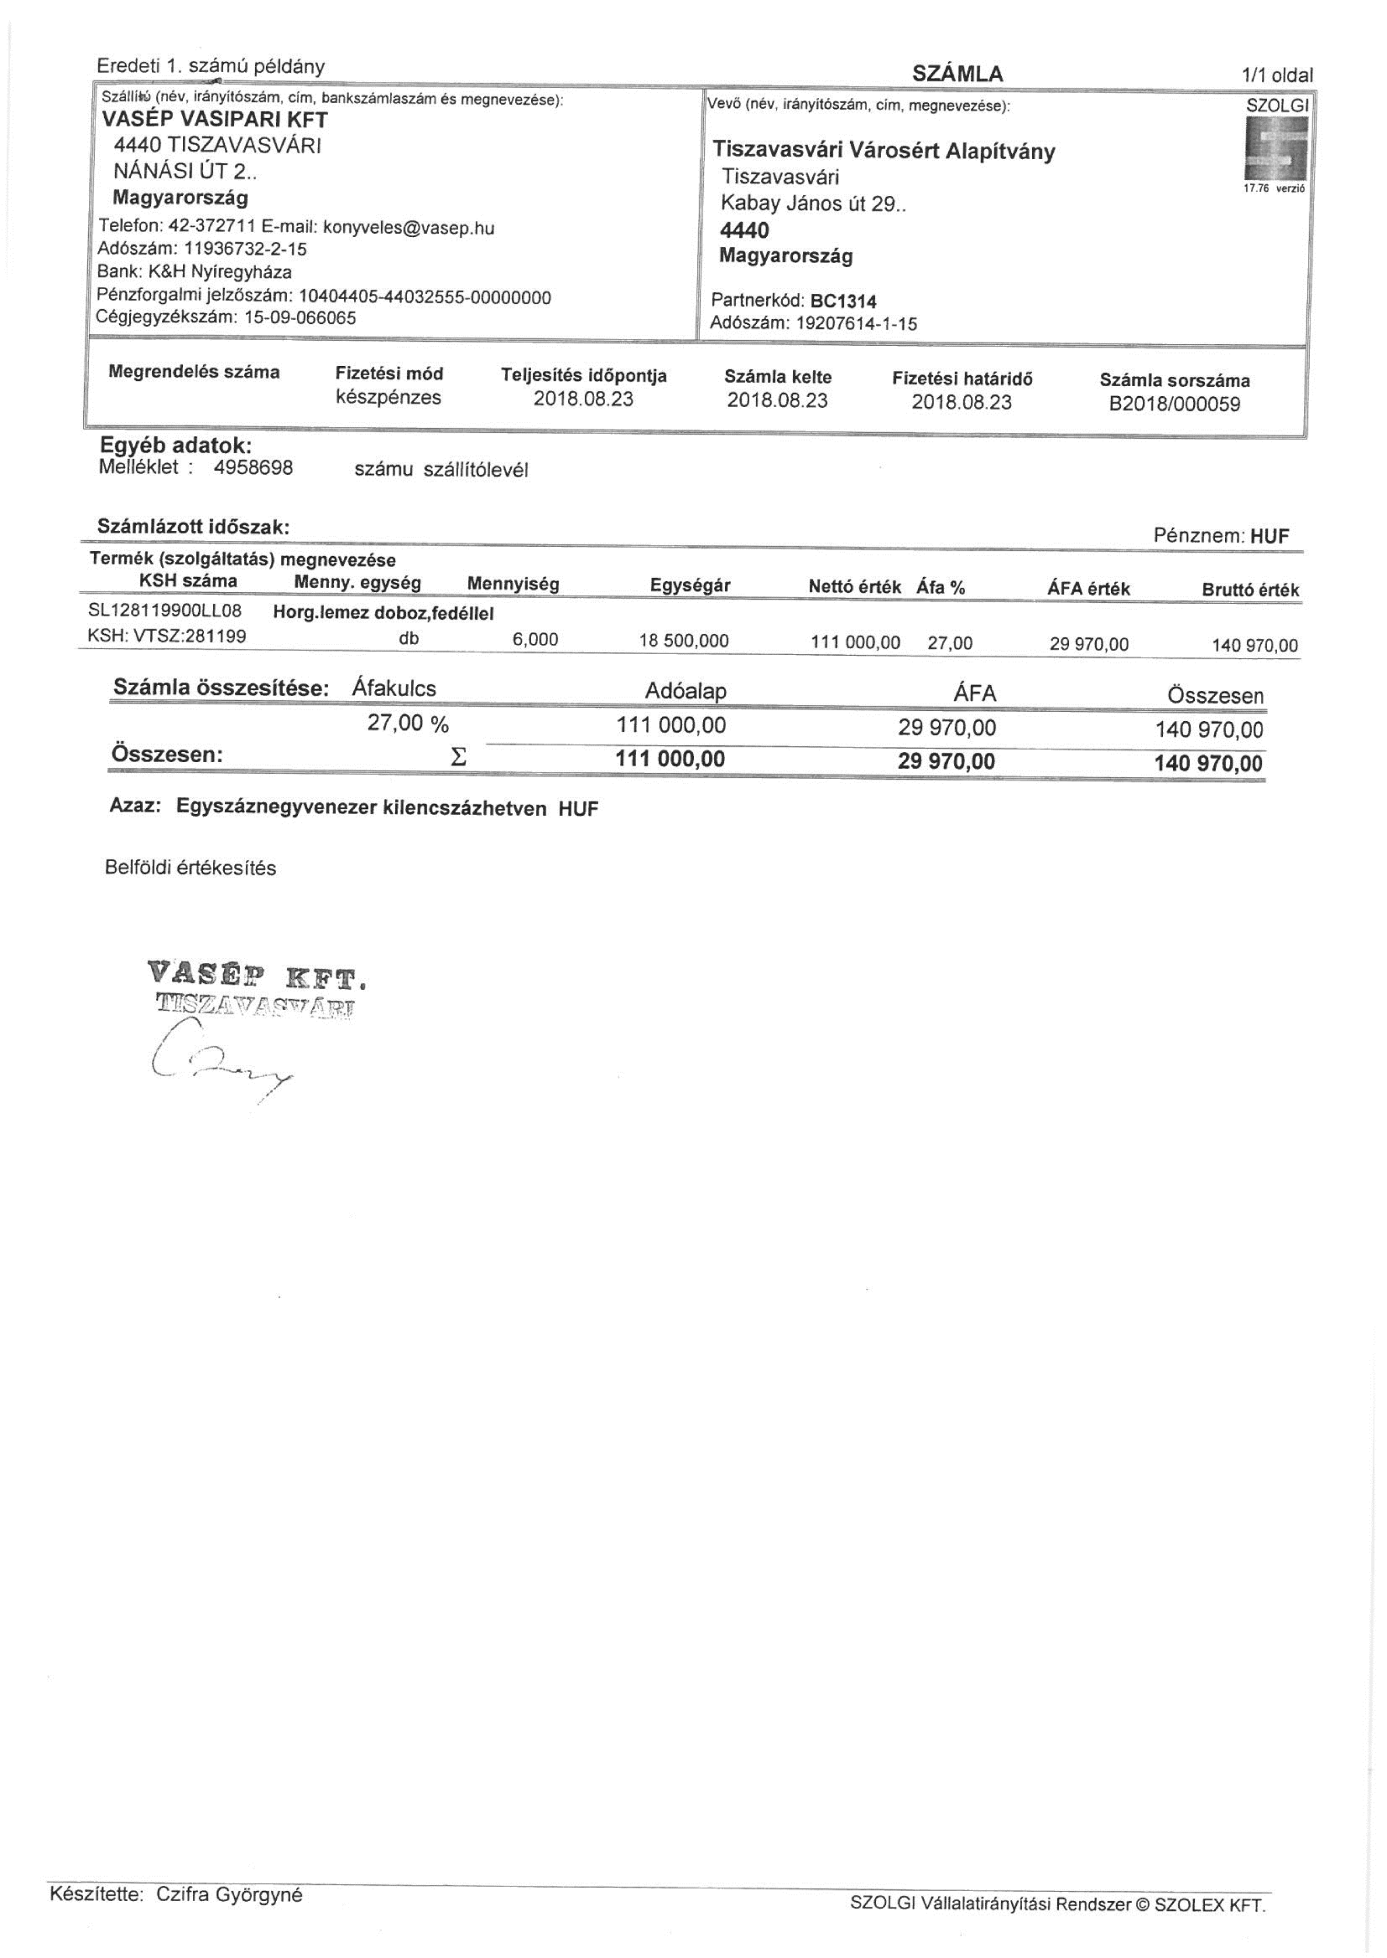 Eredeti 1. számú példány
SZÁMLA
1/1 oldal
Szállító (név, irányítószám, cím, bankszámlaszám és megnevezése):
VASÉP VASIPARI KFT
4440 TISZAVASVÁRI
NÁNÁSI ÚT 2..
Magyarország
Telefon: 42-372711 E-mail: konyveles@vasep.hu
Adószám: 11936732-2-15
Bank: K&H Nyíregyháza
Pénzforgalmi jelzőszám: 10404405-44032555-00000000
Cégjegyzékszám: 15-09-066065
Vevő (név, irányítószám, cím, megnevezése):
Tiszavasvári Városért Alapítvány
Tiszavasvári
Kabay János út 29..
4440
Magyarország
Partnerkód: BC1314
Adószám: 19207614-1-15
SZOLGI
17.76 verzió
Megrendelés száma Fizetési mód Teljesítés időpontja Számla kelte Fizetési határidő Számla sorszáma
készpénzes 2018.08.23 2018.08.23 2018.08.23 B2018/000059
Egyéb adatok:
Melléklet : 4958698 számu szállítólevél
Számlázott időszak:
Pénznem: HUF
Termék (szolgáltatás) megnevezése
KSH száma Menny. egység Mennyiség Egységár Nettó érték Áfa % ÁFA érték Bruttó érték
SL128119900LL08 Horg.lemez doboz,fedéllel
KSH: VTSZ:281199 db 6,000 18 500,000 111 000,00 27,00 29 970,00 140 970,00
Számla összesítése: Áfakulcs Adóalap ÁFA Összesen
27,00 % 111 000,00 29 970,00 140 970,00
Összesen: Σ 111 000,00 29 970,00 140 970,00
Azaz: Egyszáznegyvenezer kilencszázhetven HUF
Belföldi értékesítés
VASÉP KFT.
TISZAVASVÁRI
Készítette: Czifra Györgyné
SZOLGI Vállalatirányítási Rendszer © SZOLEX KFT.